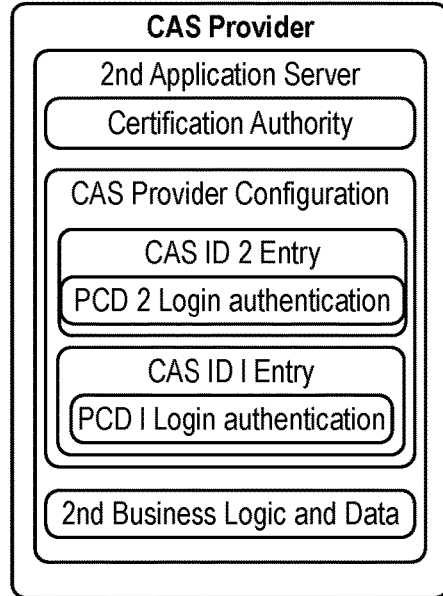 CAS Provider
2nd Application Server
Certification Authority
CAS Provider Configuration
CAS ID 2 Entry
PCD 2 Login authentication
CAS ID I Entry
PCD I Login authentication
2nd Business Logic and Data